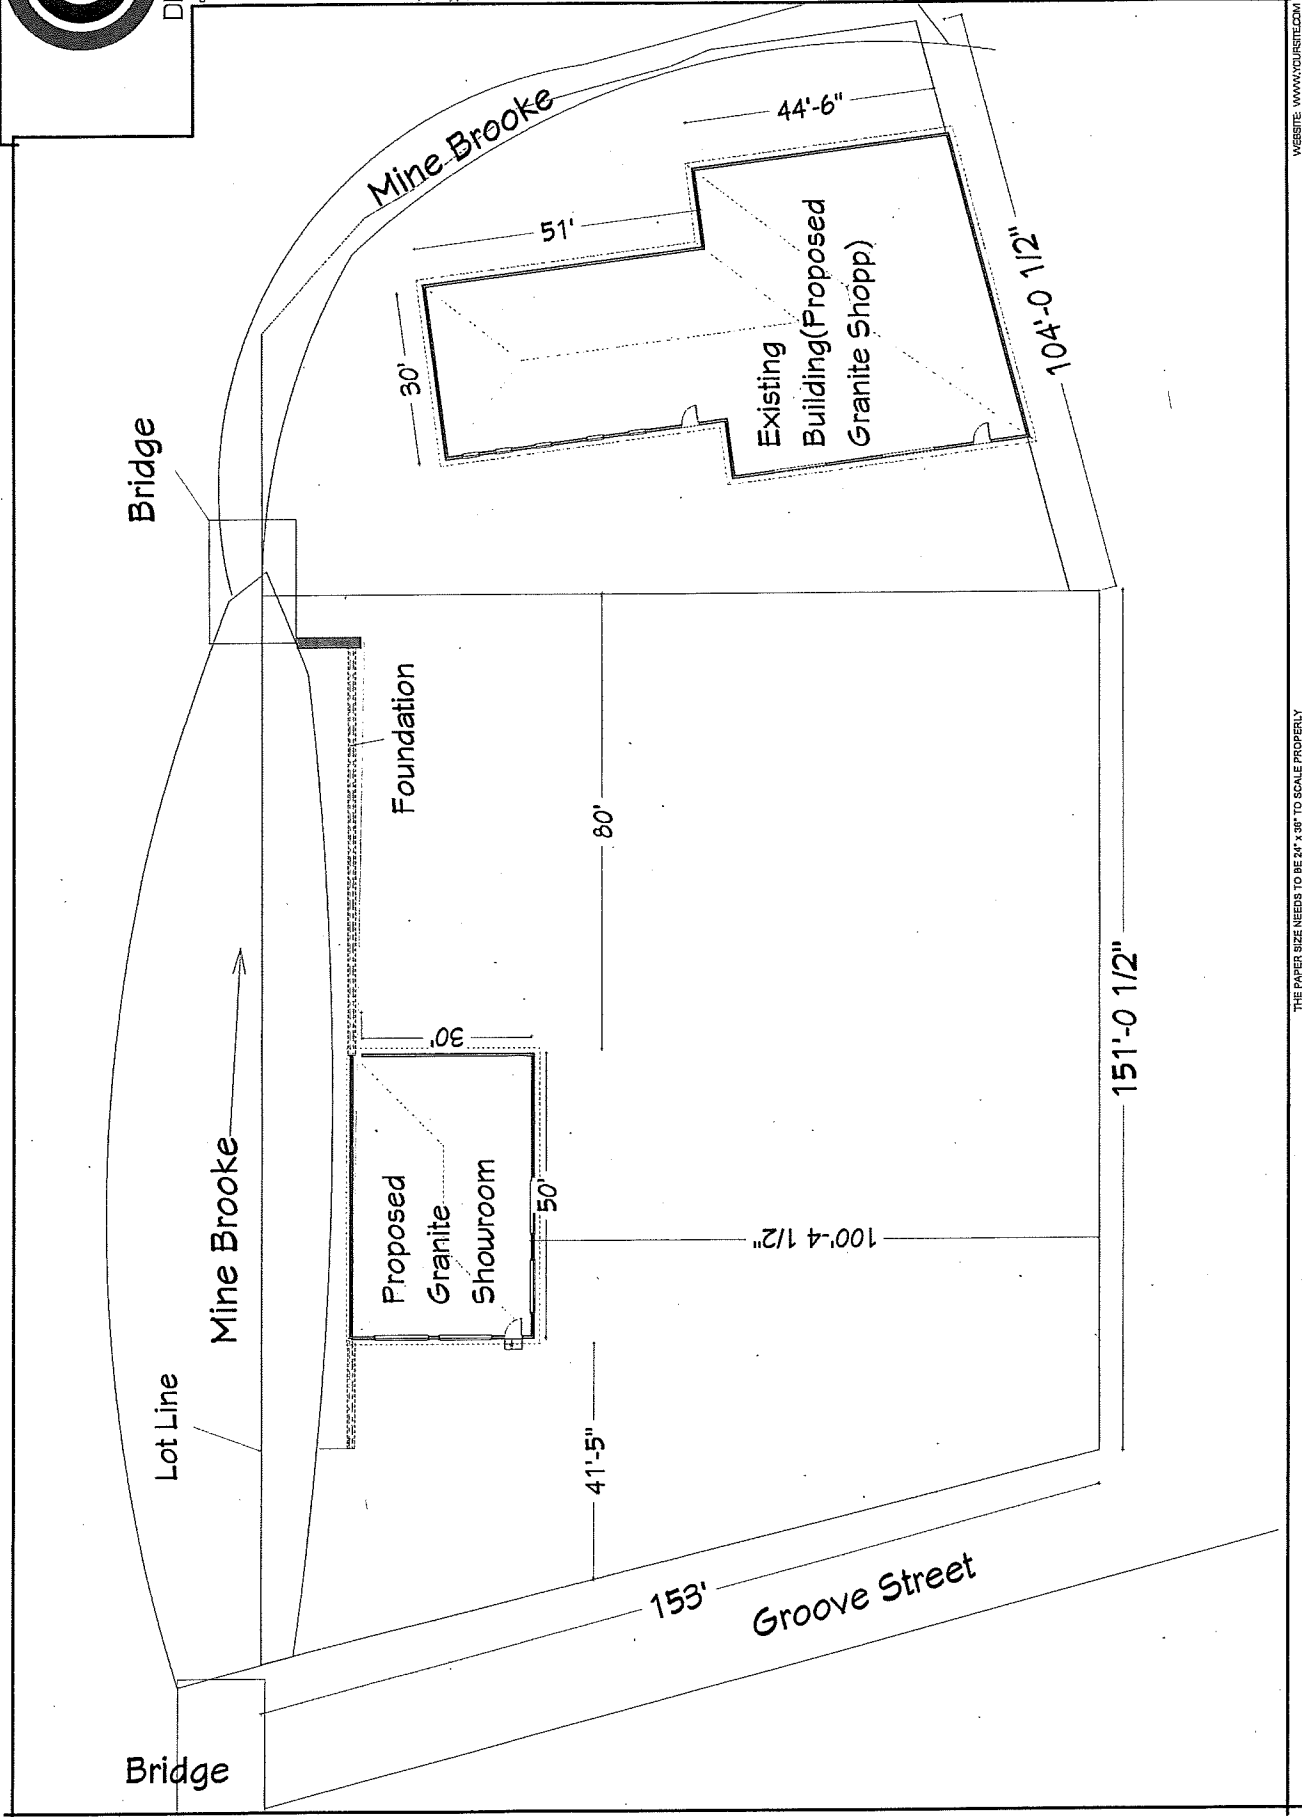 Mine Brooke
44'-6"
51'
30'
Existing
Building(Proposed
Granite Shopp)
104'-0 1/2"
Bridge
Foundation
80'
151'-0 1/2"
Mine Brooke
30'
Proposed
Granite
Showroom
50'
100'-4 1/2"
Lot Line
41'-5"
153'
Groove Street
Bridge
WEBSITE: WWW.YOURSITE.COM
THE PAPER SIZE NEEDS TO BE 24" x 36" TO SCALE PROPERLY